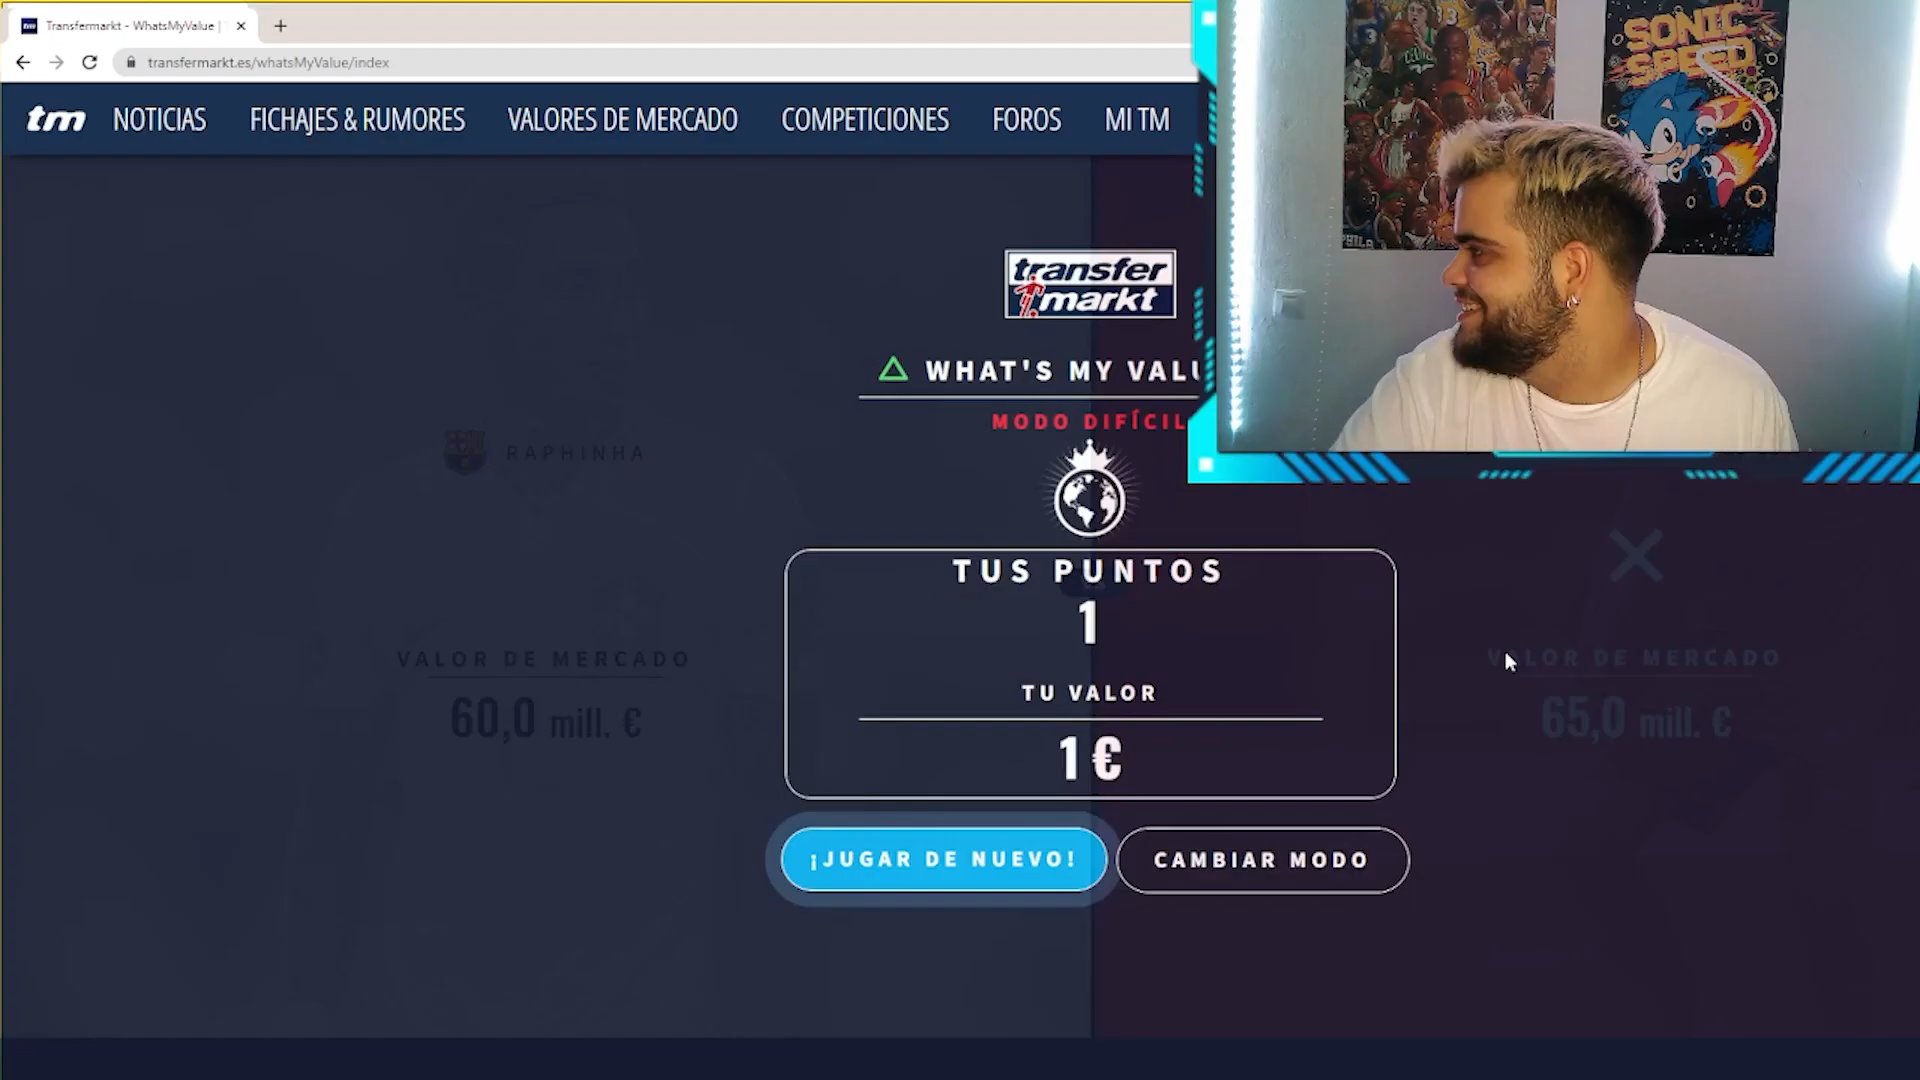 Transfermarkt - WhatsMyValue |
transfermarkt.es/whatsMyValue/index
tm NOTICIAS FICHAJES & RUMORES VALORES DE MERCADO COMPETICIONES FOROS MI TM
SONIC
SPEED
transfer
markt
WHAT'S MY VALU
MODO DIFÍCIL
RAPHINHA
TUS PUNTOS
1
VALOR DE MERCADO
60,0 mill. €
TU VALOR
1 €
VALOR DE MERCADO
65,0 mill. €
¡JUGAR DE NUEVO!
CAMBIAR MODO